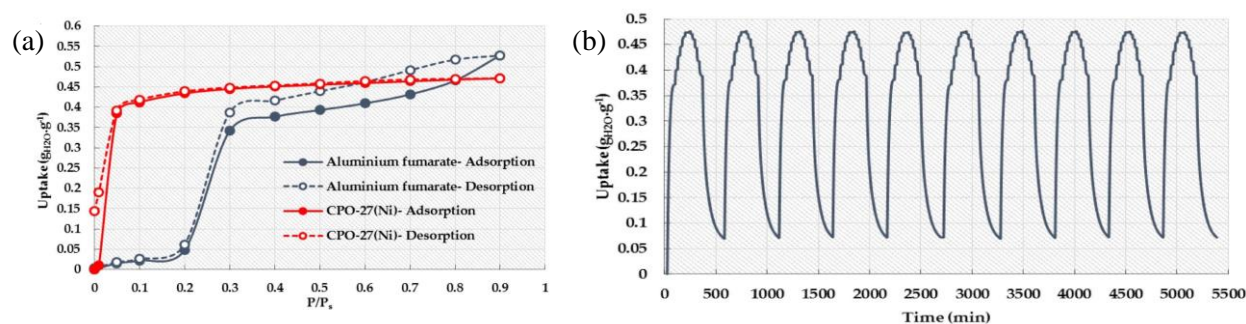 (a)
0.6
0.55
0.5
0.45
0.4
0.35
0.3
0.25
0.2
0.15
0.1
0.05
0
Uptake (gH2O.g-1)
Aluminium fumarate- Adsorption
Aluminium fumarate- Desorption
CPO-27(Ni)- Adsorption
CPO-27(Ni)- Desorption
0 0.1 0.2 0.3 0.4 0.5 0.6 0.7 0.8 0.9 1
P/Ps
(b)
0.5
0.45
0.4
0.35
0.3
0.25
0.2
0.15
0.1
0.05
0
Uptake (gH2O.g-1)
0 500 1000 1500 2000 2500 3000 3500 4000 4500 5000 5500
Time (min)